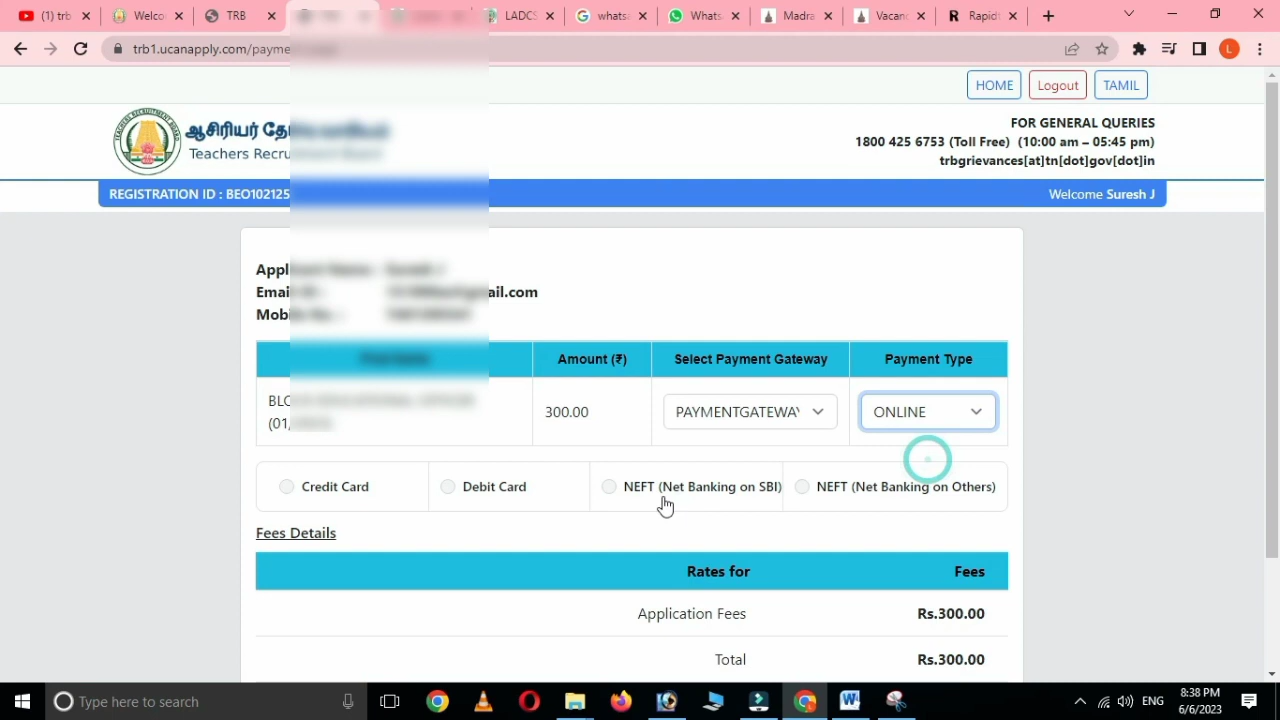 (1) trb
Welco
TRB
LADCS
whats
Whats
Madra
Vacan
Rapid
trb1.ucanapply.com/payme
L
HOME
Logout
TAMIL
ஆசிரியர்
Teachers Recru
FOR GENERAL QUERIES
1800 425 6753 (Toll Free) (10:00 am – 05:45 pm)
trbgrievances[at]tn[dot]gov[dot]in
REGISTRATION ID : BEO102125
Welcome Suresh J
Appl
Emai
ail.com
Mob
Amount (₹)
Select Payment Gateway
Payment Type
BL
(01
300.00
PAYMENTGATEWAY
ONLINE
Credit Card
Debit Card
NEFT (Net Banking on SBI)
NEFT (Net Banking on Others)
Fees Details
Rates for
Fees
Application Fees
Rs.300.00
Total
Rs.300.00
Type here to search
ENG
8:38 PM
6/6/2023